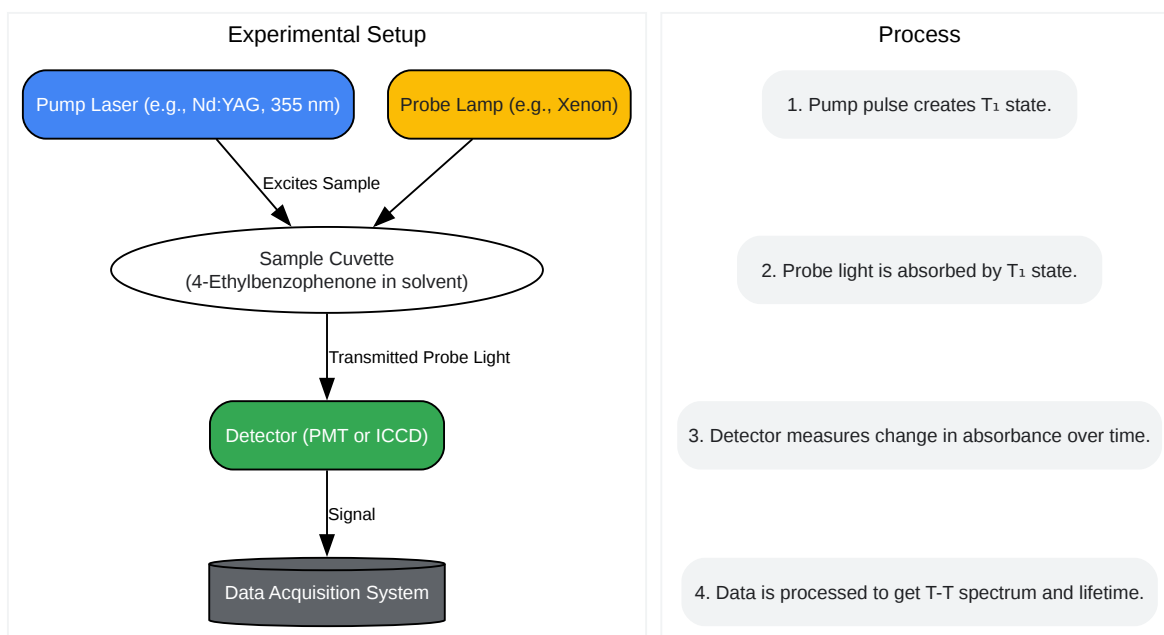 Experimental Setup
Pump Laser (e.g., Nd:YAG, 355 nm)
Probe Lamp (e.g., Xenon)
Excites Sample
Sample Cuvette
(4-Ethylbenzophenone in solvent)
Transmitted Probe Light
Detector (PMT or ICCD)
Signal
Data Acquisition System
Process
1. Pump pulse creates T₁ state.
2. Probe light is absorbed by T₁ state.
3. Detector measures change in absorbance over time.
4. Data is processed to get T-T spectrum and lifetime.